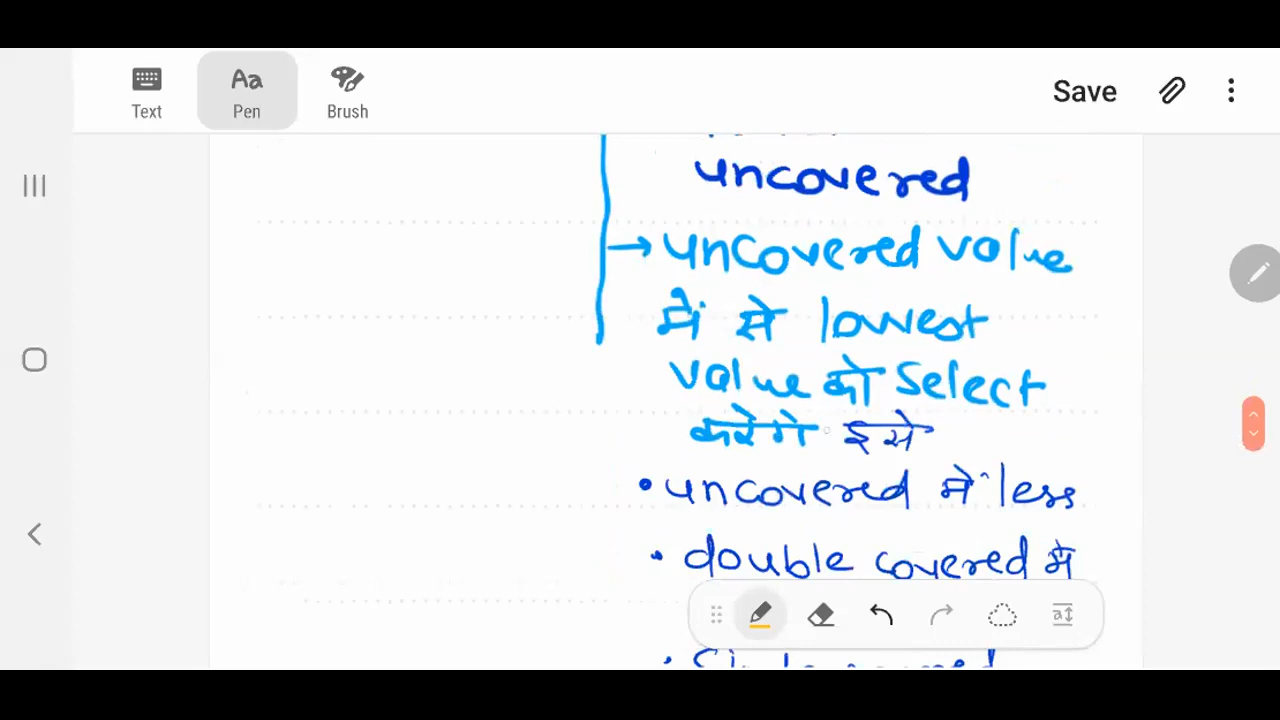 Text
Pen
Brush
Save
uncovered
→ uncovered value
में से lowest
value को Select
करेगे इसे
• uncovered में less
• double covered में